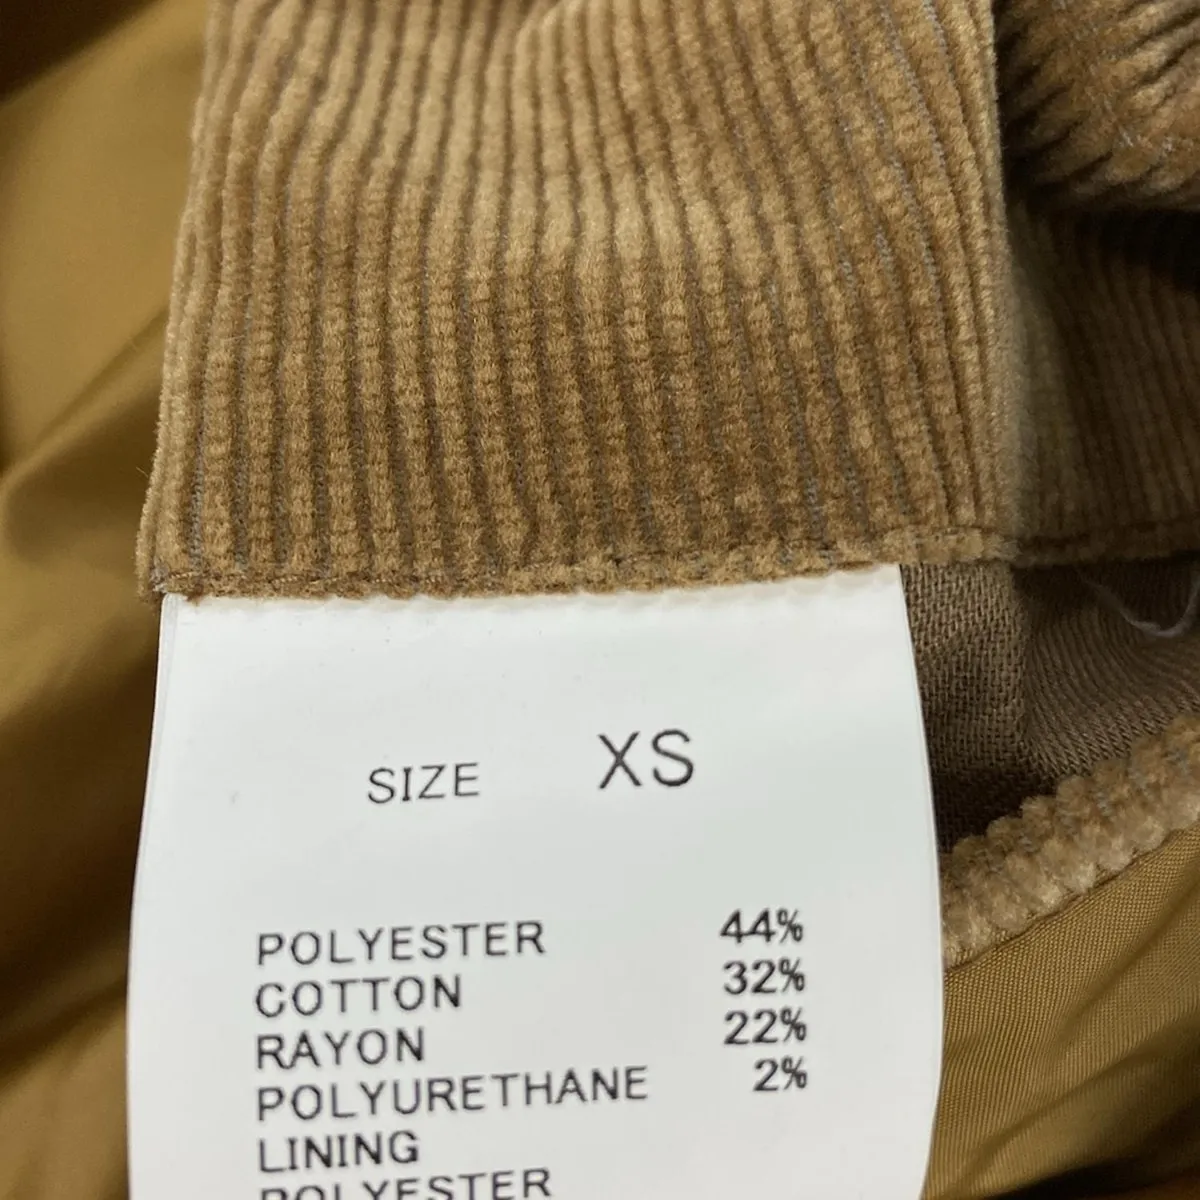 SIZE XS
POLYESTER 44%
COTTON 32%
RAYON 22%
POLYURETHANE 2%
LINING
POLYESTER